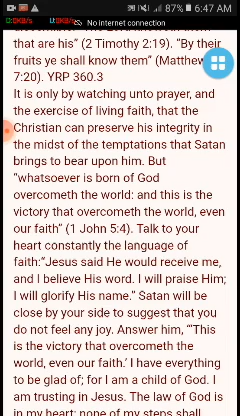 87% 6:47 AM
0.0KB/s 0.0KB/s No internet connection
that are his” (2 Timothy 2:19). “By their
fruits ye shall know them” (Matthew
7:20). YRP 360.3
It is only by watching unto prayer, and
the exercise of living faith, that the
Christian can preserve his integrity in
the midst of the temptations that Satan
brings to bear upon him. But
“whatsoever is born of God
overcometh the world: and this is the
victory that overcometh the world, even
our faith” (1 John 5:4). Talk to your
heart constantly the language of
faith:“Jesus said He would receive me,
and I believe His word. I will praise Him;
I will glorify His name.” Satan will be
close by your side to suggest that you
do not feel any joy. Answer him, “‘This
is the victory that overcometh the
world, even our faith.’ I have everything
to be glad of; for I am a child of God. I
am trusting in Jesus. The law of God is
in my heart; none of my steps shall